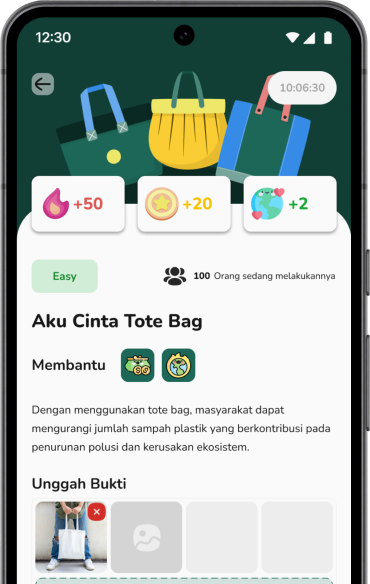 12:30
10:06:30
+50
+20
+2
Easy
100 Orang sedang melakukannya
Aku Cinta Tote Bag
Membantu
Dengan menggunakan tote bag, masyarakat dapat
mengurangi jumlah sampah plastik yang berkontribusi pada
penurunan polusi dan kerusakan ekosistem.
Unggah Bukti